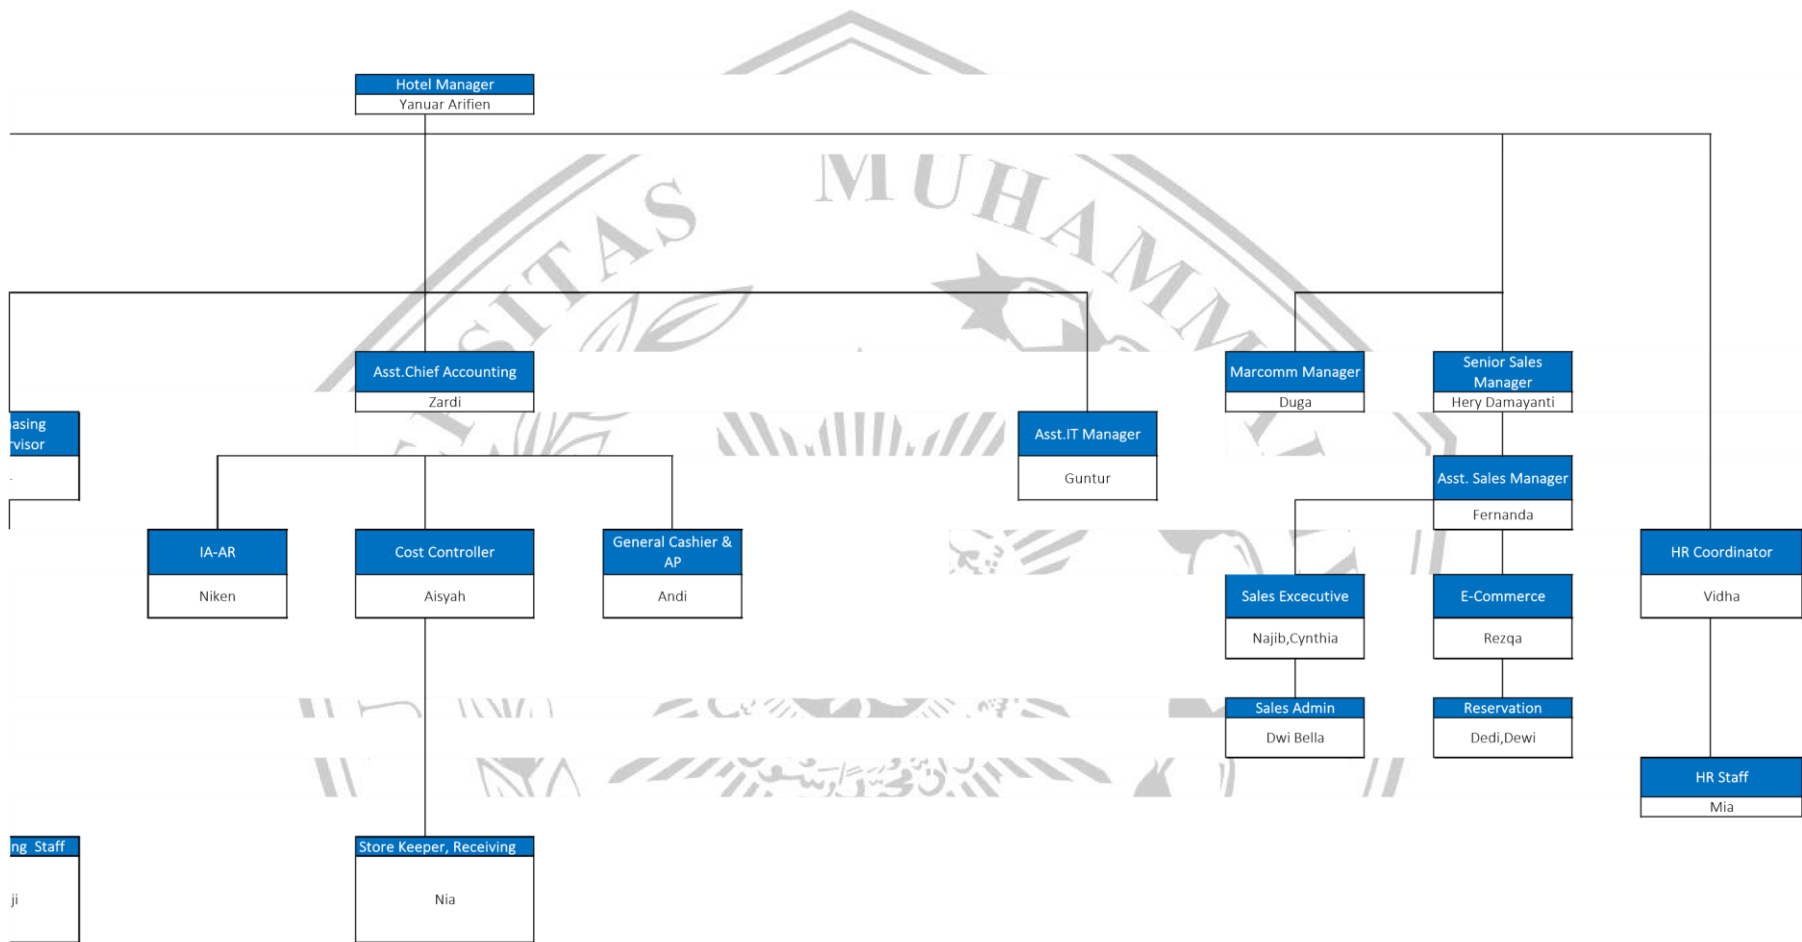 Hotel Manager
Yanuar Arifien
MUHAMM
SITAS
Asst.Chief Accounting
Zardi
Marcomm Manager
Duga
Senior Sales
Manager
Hery Damayanti
asing
rvisor
-
Asst.IT Manager
Guntur
Asst. Sales Manager
Fernanda
IA-AR
Niken
Cost Controller
Aisyah
General Cashier &
AP
Andi
HR Coordinator
Vidha
Sales Excecutive
Najib,Cynthia
E-Commerce
Rezqa
Sales Admin
Dwi Bella
Reservation
Dedi,Dewi
HR Staff
Mia
ng Staff
ji
Store Keeper, Receiving
Nia